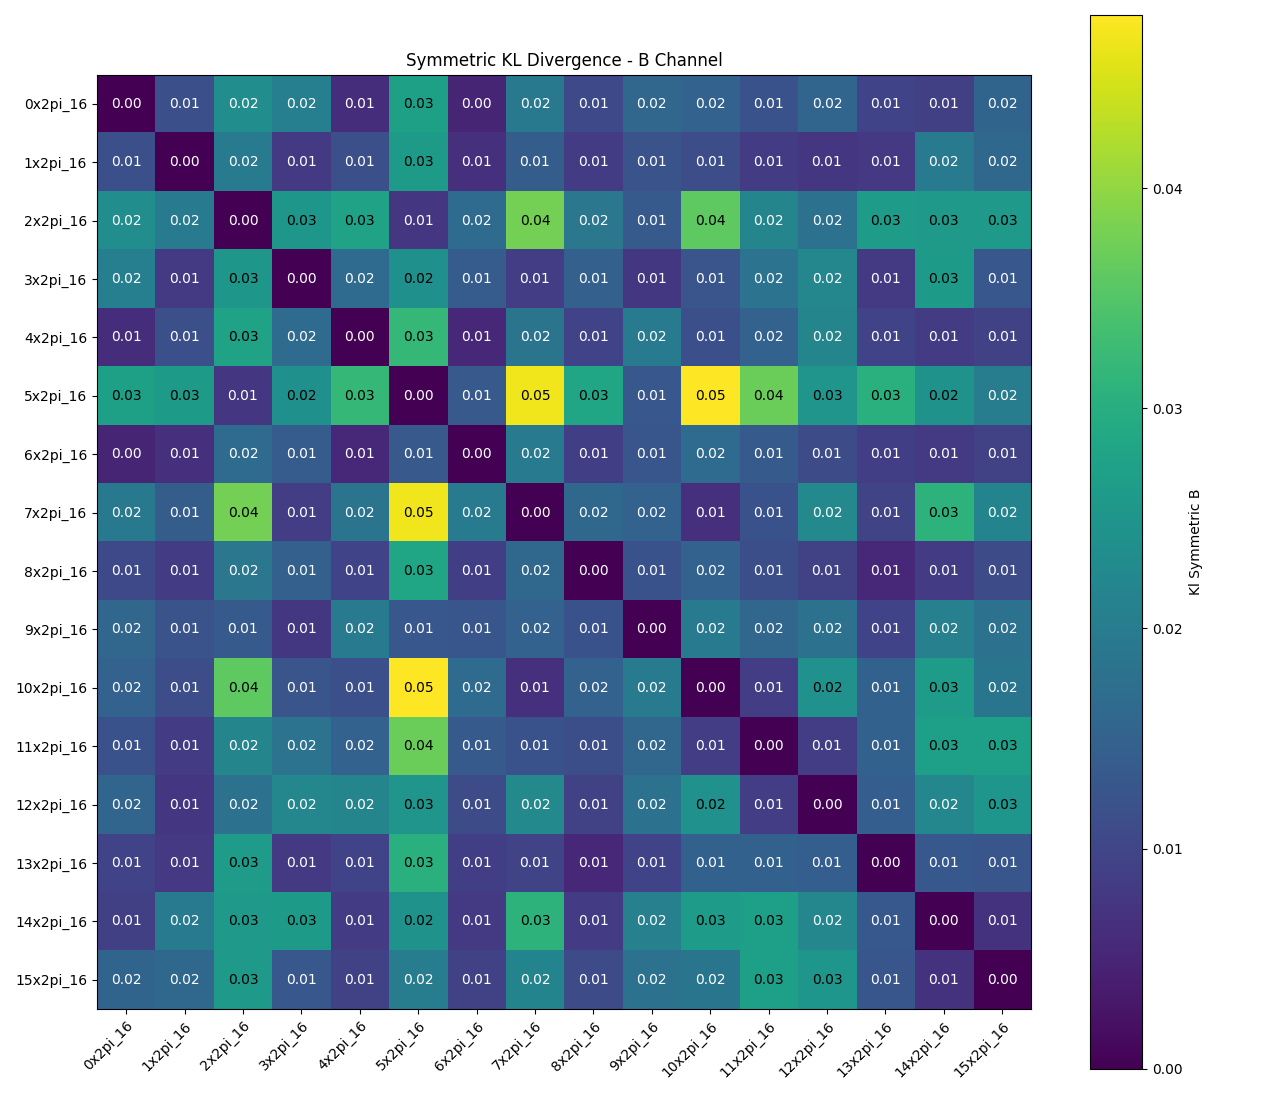 Symmetric KL Divergence - B Channel
0x2pi_16 0.00 0.01 0.02 0.02 0.01 0.03 0.00 0.02 0.01 0.02 0.02 0.01 0.02 0.01 0.01 0.02
1x2pi_16 0.01 0.00 0.02 0.01 0.01 0.03 0.01 0.01 0.01 0.01 0.01 0.01 0.01 0.01 0.02 0.02
2x2pi_16 0.02 0.02 0.00 0.03 0.03 0.01 0.02 0.04 0.02 0.01 0.04 0.02 0.02 0.03 0.03 0.03
3x2pi_16 0.02 0.01 0.03 0.00 0.02 0.02 0.01 0.01 0.01 0.01 0.01 0.02 0.02 0.01 0.03 0.01
4x2pi_16 0.01 0.01 0.03 0.02 0.00 0.03 0.01 0.02 0.01 0.02 0.01 0.02 0.02 0.01 0.01 0.01
5x2pi_16 0.03 0.03 0.01 0.02 0.03 0.00 0.01 0.05 0.03 0.01 0.05 0.04 0.03 0.03 0.02 0.02
6x2pi_16 0.00 0.01 0.02 0.01 0.01 0.01 0.00 0.02 0.01 0.01 0.02 0.01 0.01 0.01 0.01 0.01
7x2pi_16 0.02 0.01 0.04 0.01 0.02 0.05 0.02 0.00 0.02 0.02 0.01 0.01 0.02 0.01 0.03 0.02
8x2pi_16 0.01 0.01 0.02 0.01 0.01 0.03 0.01 0.02 0.00 0.01 0.02 0.01 0.01 0.01 0.01 0.01
9x2pi_16 0.02 0.01 0.01 0.01 0.02 0.01 0.01 0.02 0.01 0.00 0.02 0.02 0.02 0.01 0.02 0.02
10x2pi_16 0.02 0.01 0.04 0.01 0.01 0.05 0.02 0.01 0.02 0.02 0.00 0.01 0.02 0.01 0.03 0.02
11x2pi_16 0.01 0.01 0.02 0.02 0.02 0.04 0.01 0.01 0.01 0.02 0.01 0.00 0.01 0.01 0.03 0.03
12x2pi_16 0.02 0.01 0.02 0.02 0.02 0.03 0.01 0.02 0.01 0.02 0.02 0.01 0.00 0.01 0.02 0.03
13x2pi_16 0.01 0.01 0.03 0.01 0.01 0.03 0.01 0.01 0.01 0.01 0.01 0.01 0.01 0.00 0.01 0.01
14x2pi_16 0.01 0.02 0.03 0.03 0.01 0.02 0.01 0.03 0.01 0.02 0.03 0.03 0.02 0.01 0.00 0.01
15x2pi_16 0.02 0.02 0.03 0.01 0.01 0.02 0.01 0.02 0.01 0.02 0.02 0.03 0.03 0.01 0.01 0.00
0x2pi_16 1x2pi_16 2x2pi_16 3x2pi_16 4x2pi_16 5x2pi_16 6x2pi_16 7x2pi_16 8x2pi_16 9x2pi_16 10x2pi_16 11x2pi_16 12x2pi_16 13x2pi_16 14x2pi_16 15x2pi_16
0.04
0.03
0.02
0.01
0.00
Kl Symmetric B